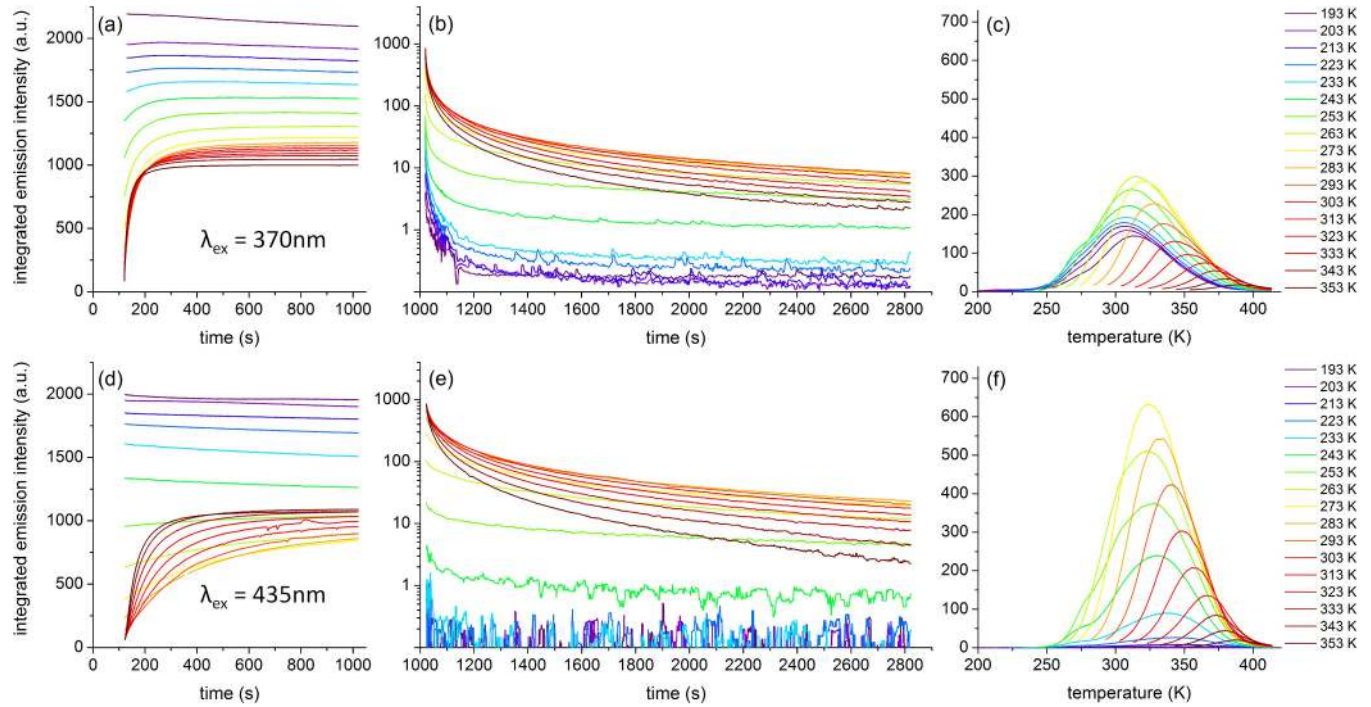 (a)
integrated emission intensity (a.u.)
2000
1500
1000
500
0
λex = 370nm
0 200 400 600 800 1000
time (s)
(b)
1000
100
10
1
1000 1200 1400 1600 1800 2000 2200 2400 2600 2800
time (s)
(c)
700
600
500
400
300
200
100
0
200 250 300 350 400
temperature (K)
193 K
203 K
213 K
223 K
233 K
243 K
253 K
263 K
273 K
283 K
293 K
303 K
313 K
323 K
333 K
343 K
353 K
(d)
integrated emission intensity (a.u.)
2000
1500
1000
500
0
λex = 435nm
0 200 400 600 800 1000
time (s)
(e)
1000
100
10
1
1000 1200 1400 1600 1800 2000 2200 2400 2600 2800
time (s)
(f)
700
600
500
400
300
200
100
0
200 250 300 350 400
temperature (K)
193 K
203 K
213 K
223 K
233 K
243 K
253 K
263 K
273 K
283 K
293 K
303 K
313 K
323 K
333 K
343 K
353 K